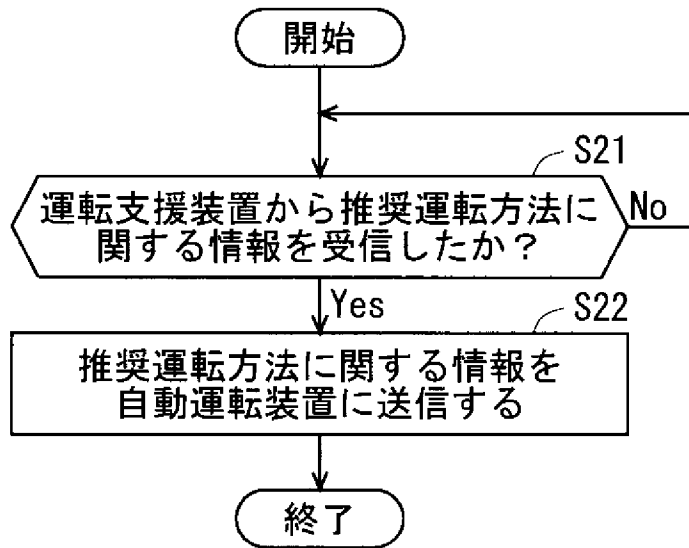 開始
S21
運転支援装置から推奨運転方法に
関する情報を受信したか?
No
Yes
S22
推奨運転方法に関する情報を
自動運転装置に送信する
終了